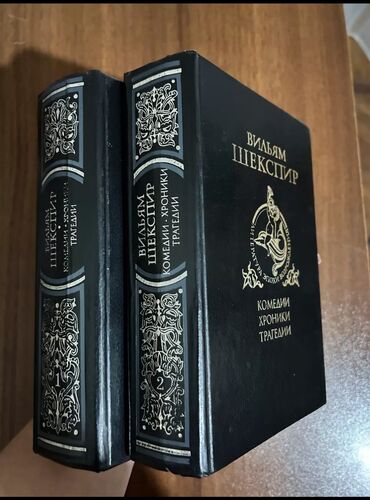 ВИЛЬЯМ
ШЕКСПИР
КОМЕДИИ · ХРОНИКИ
ТРАГЕДИИ
1
ВИЛЬЯМ
ШЕКСПИР
КОМЕДИИ · ХРОНИКИ
ТРАГЕДИИ
2
ВИЛЬЯМ
ШЕКСПИР
КОМЕДИИ
ХРОНИКИ
ТРАГЕДИИ